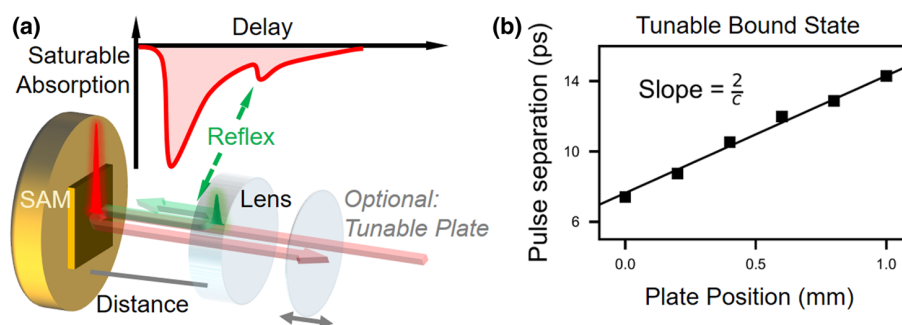 (a)
Delay
Saturable
Absorption
Reflex
SAM
Lens
Optional:
Tunable Plate
Distance
(b)
Tunable Bound State
Pulse separation (ps)
14
10
6
Slope = 2/c
0.0 0.5 1.0
Plate Position (mm)